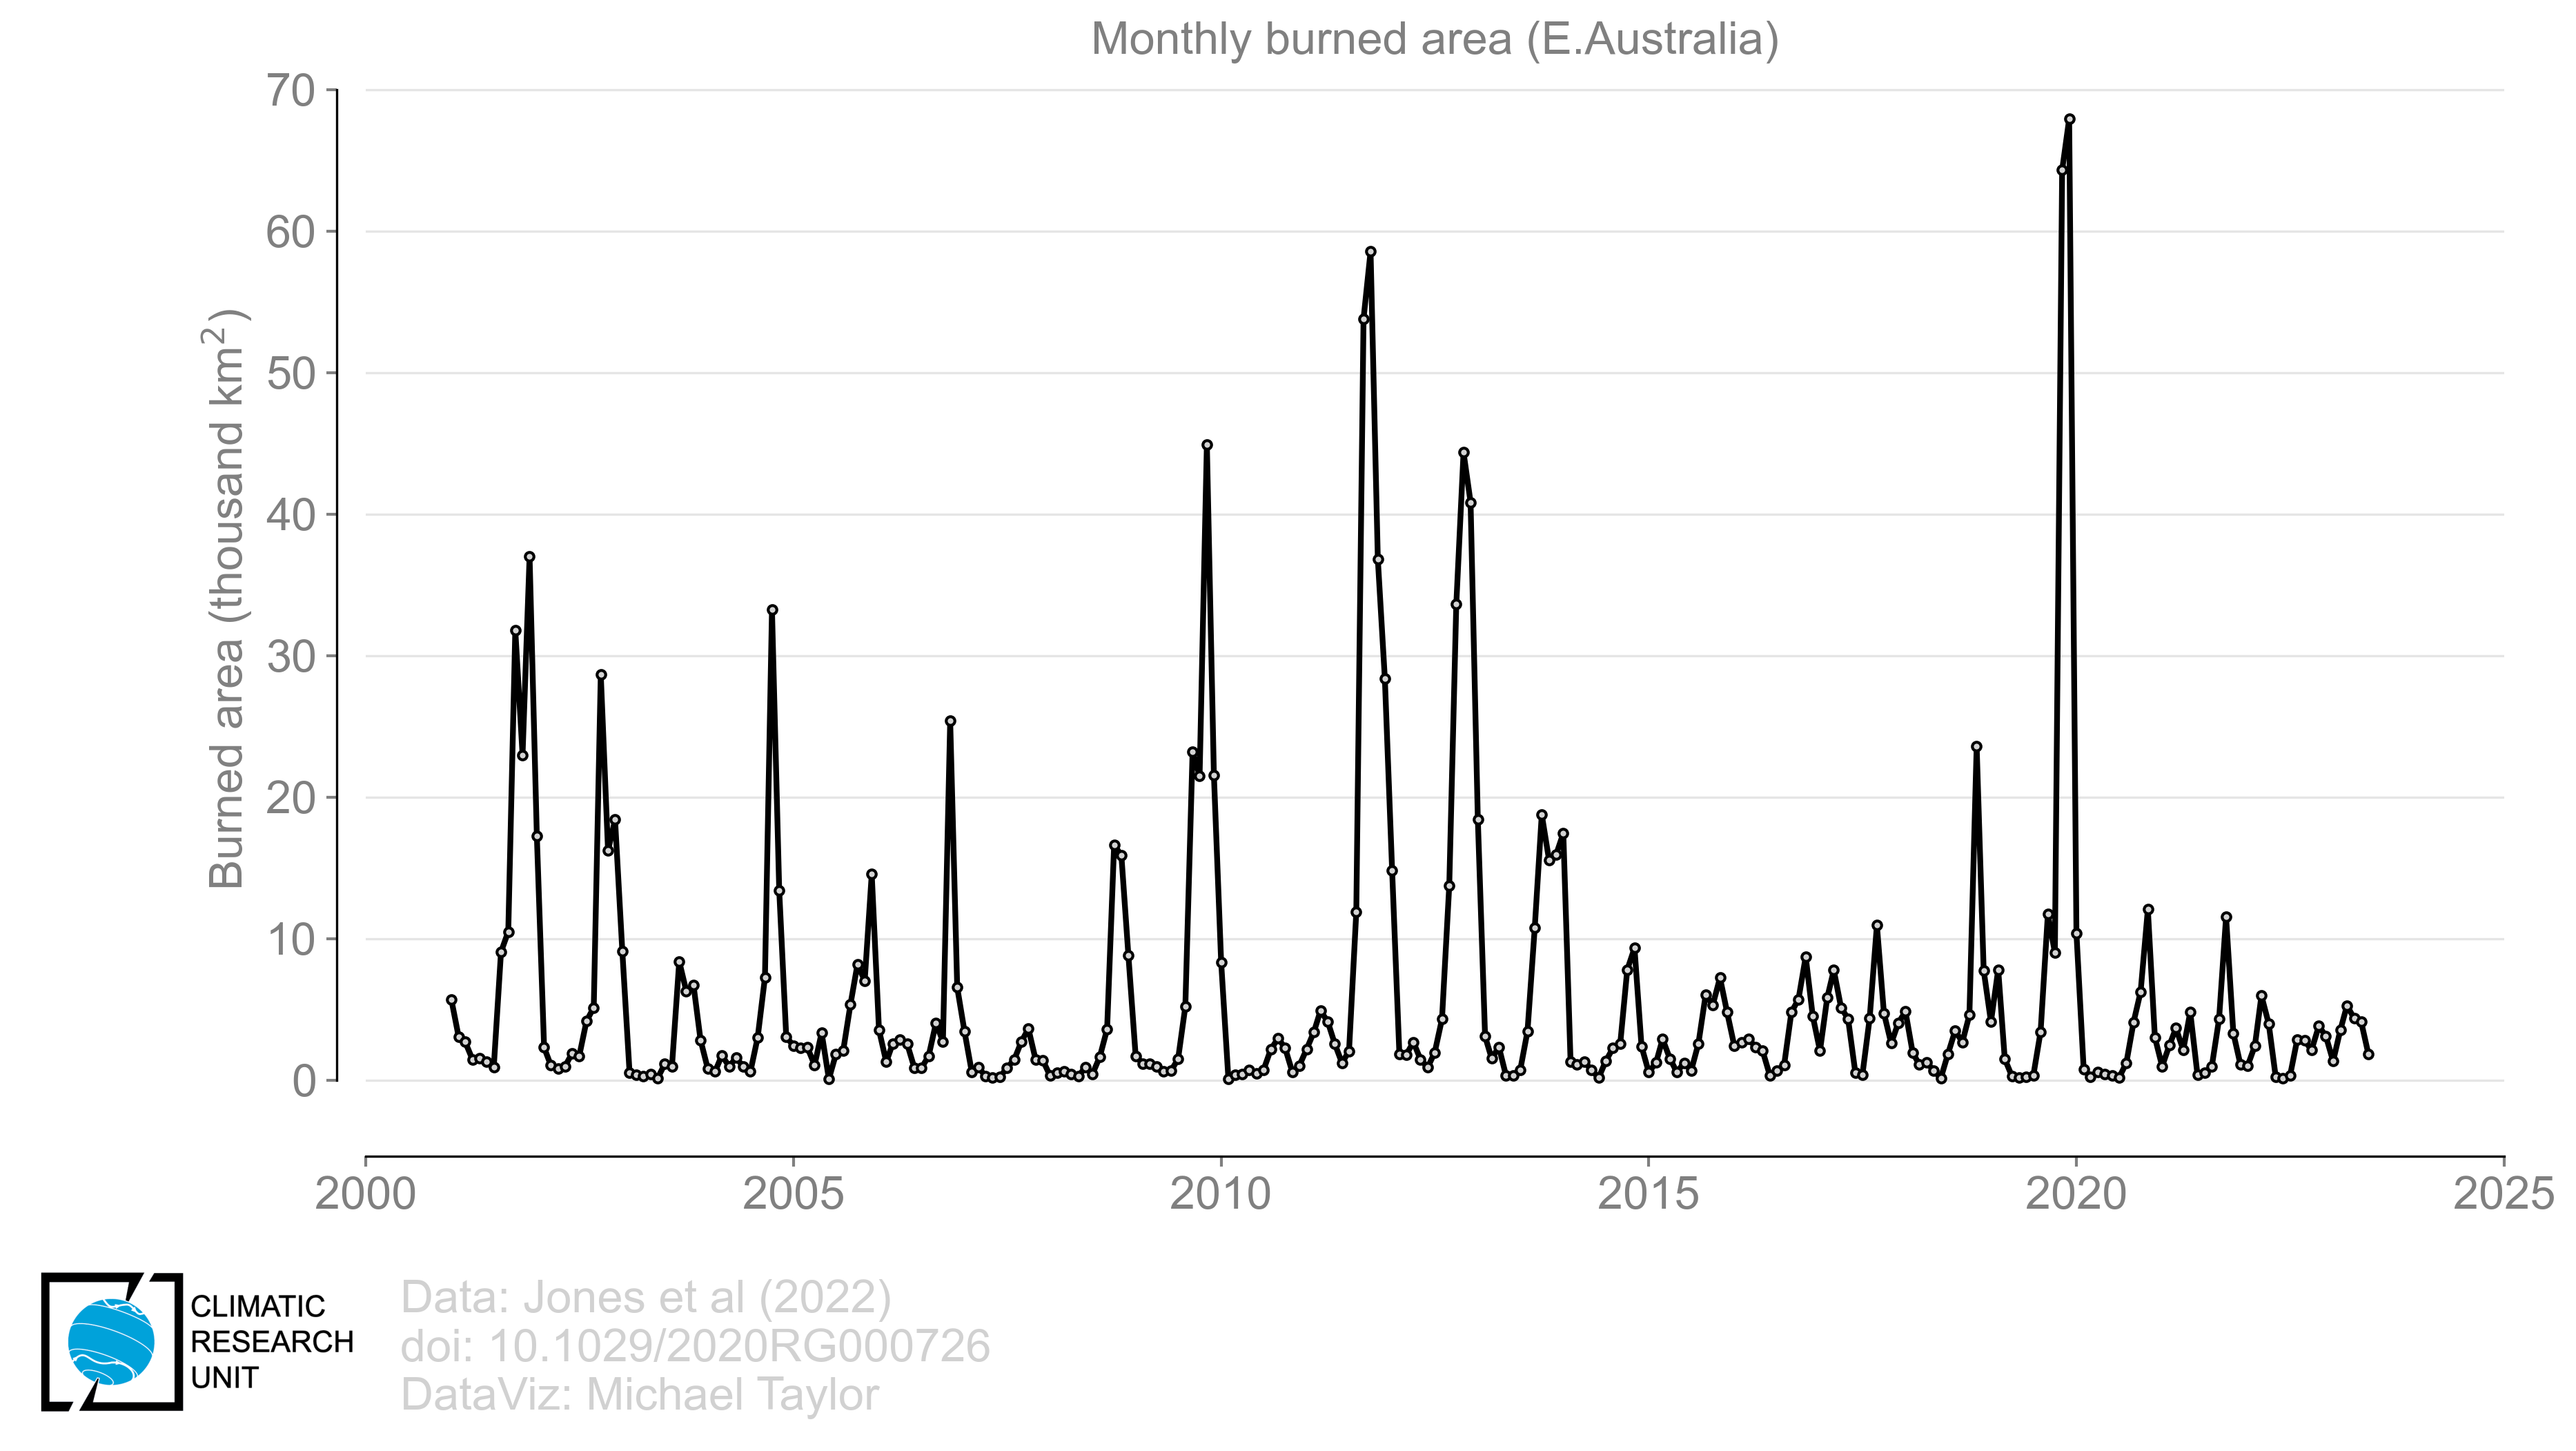 Monthly burned area (E.Australia)
Burned area (thousand km²)
70
60
50
40
30
20
10
0
2000
2005
2010
2015
2020
2025
CLIMATIC
RESEARCH
UNIT
Data: Jones et al (2022)
doi: 10.1029/2020RG000726
DataViz: Michael Taylor